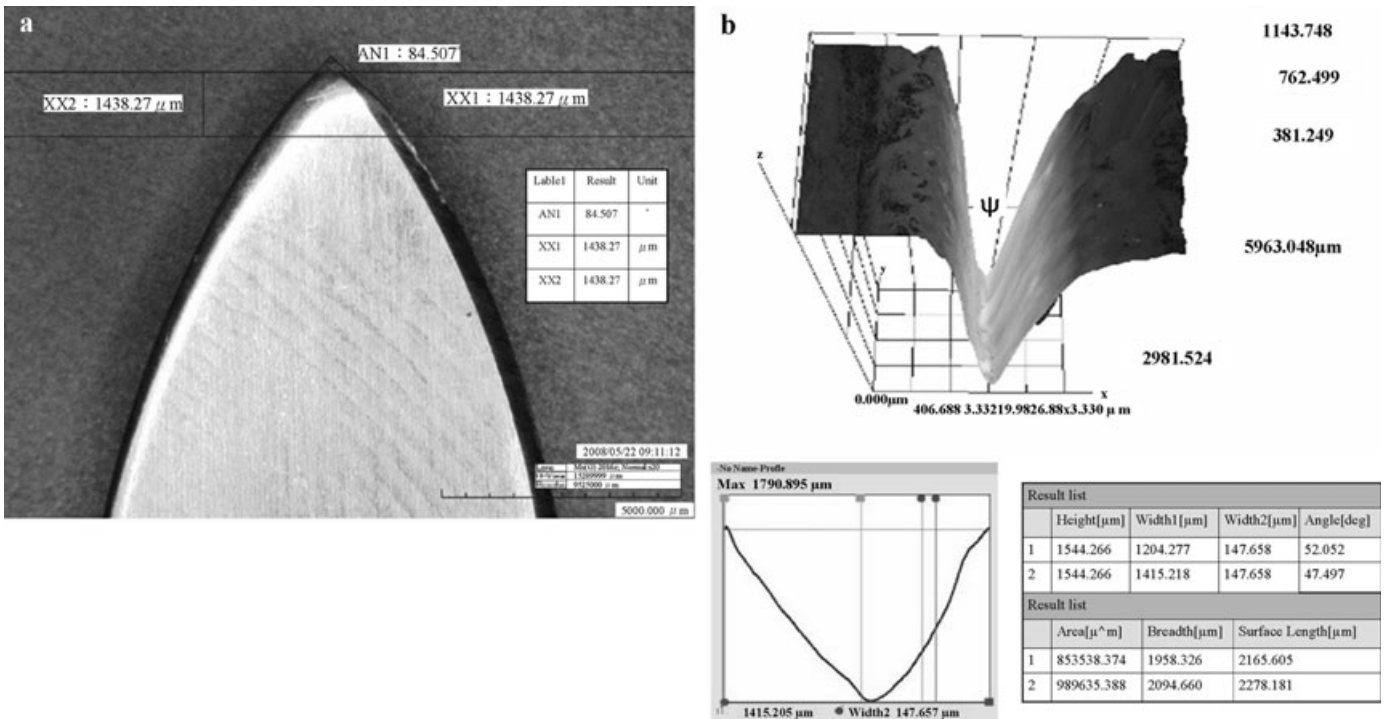 a
AN1 : 84.507
XX2 : 1438.27 μm
XX1 : 1438.27 μm
Lable1 Result Unit
AN1 84.507 °
XX1 1438.27 μm
XX2 1438.27 μm
2008/05/22 09:11:12
5000.000 μm
b
1143.748
762.499
381.249
z
ψ
5963.048μm
y
2981.524
x
0.000μm
406.688 3.33219.9826.88x3.330 μm
-No Name-Profle
Max 1790.895 μm
1415.205 μm Width2 147.657 μm
Result list
Height[μm] Width1[μm] Width2[μm] Angle[deg]
1 1544.266 1204.277 147.658 52.052
2 1544.266 1415.218 147.658 47.497
Result list
Area[μ^m] Breadth[μm] Surface Length[μm]
1 853538.374 1958.326 2165.605
2 989635.388 2094.660 2278.181